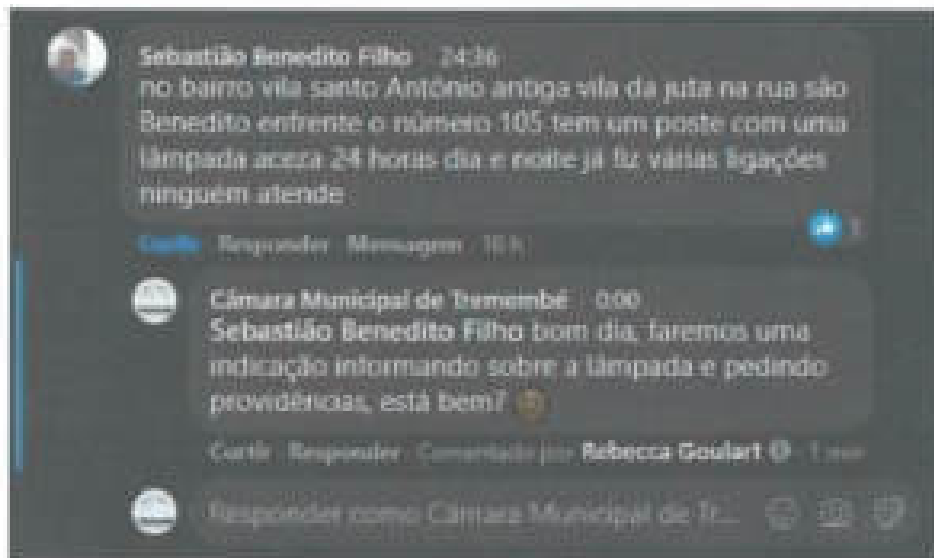 Sebastião Benedito Filho 24:36
no bairro vila santo Antônio antiga vila da juta na rua são
Benedito enfrente o número 105 tem um poste com uma
lâmpada aceza 24 horas dia e noite já fiz várias ligações
ninguém atende
Curtir Responder Mensagem 16 h
Câmara Municipal de Tremembé 0:00
Sebastião Benedito Filho bom dia, faremos uma
indicação informando sobre a lâmpada e pedindo
providências, está bem?
Curtir Responder Comentado por Rebecca Goulart 1 min
Responder como Câmara Municipal de Tr...